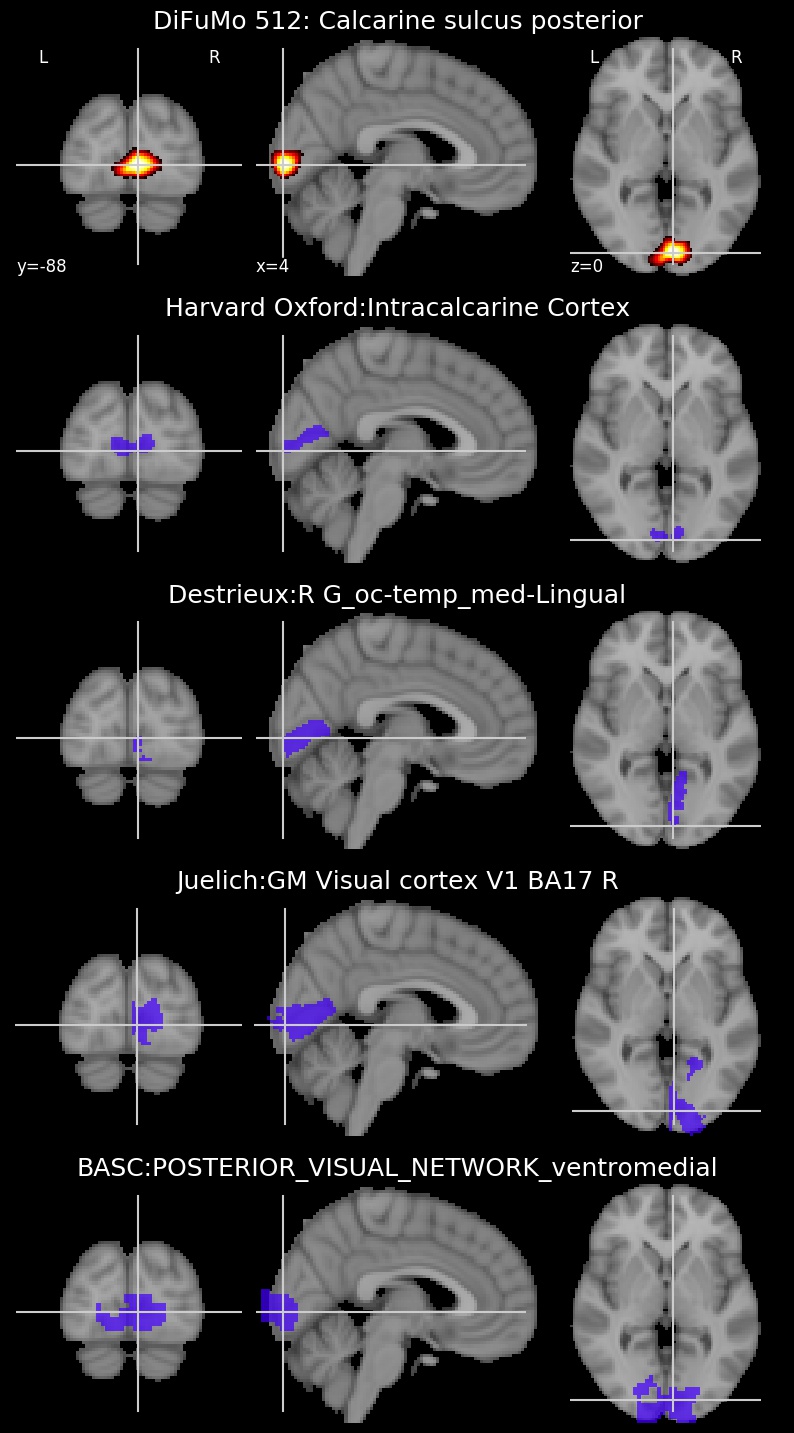 DiFuMo 512: Calcarine sulcus posterior
L R L R
y=-88 x=4 z=0
Harvard Oxford:Intracalcarine Cortex
Destrieux:R G_oc-temp_med-Lingual
Juelich:GM Visual cortex V1 BA17 R
BASC:POSTERIOR_VISUAL_NETWORK_ventromedial